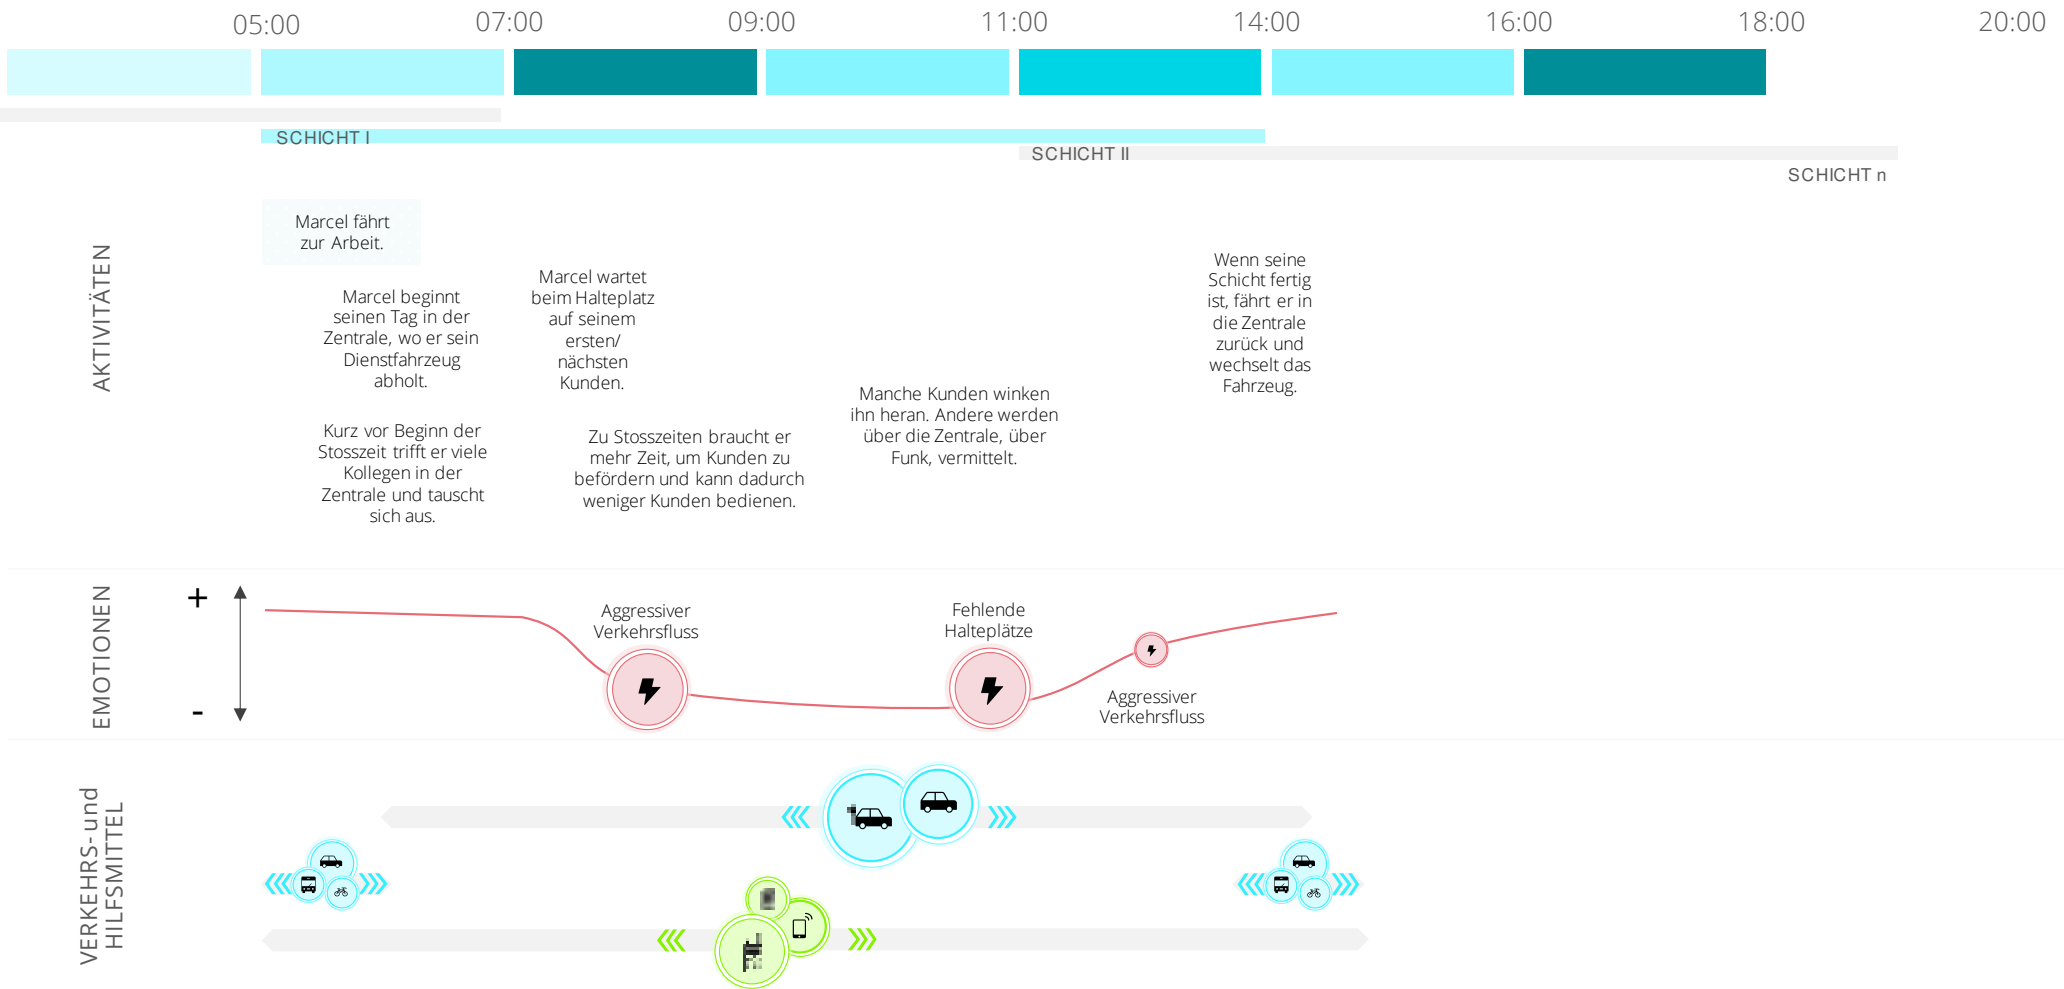 05:00 07:00 09:00 11:00 14:00 16:00 18:00 20:00
SCHICHT I
SCHICHT II
SCHICHT n
AKTIVITÄTEN
Marcel fährt
zur Arbeit.
Marcel beginnt
seinen Tag in der
Zentrale, wo er sein
Dienstfahrzeug
abholt.
Kurz vor Beginn der
Stosszeit trifft er viele
Kollegen in der
Zentrale und tauscht
sich aus.
Marcel wartet
beim Halteplatz
auf seinem
ersten/
nächsten
Kunden.
Zu Stosszeiten braucht er
mehr Zeit, um Kunden zu
befördern und kann dadurch
weniger Kunden bedienen.
Manche Kunden winken
ihn heran. Andere werden
über die Zentrale, über
Funk, vermittelt.
Wenn seine
Schicht fertig
ist, fährt er in
die Zentrale
zurück und
wechselt das
Fahrzeug.
EMOTIONEN
+
-
Aggressiver
Verkehrsfluss
Fehlende
Halteplätze
Aggressiver
Verkehrsfluss
VERKEHRS- und
HILFSMITTEL